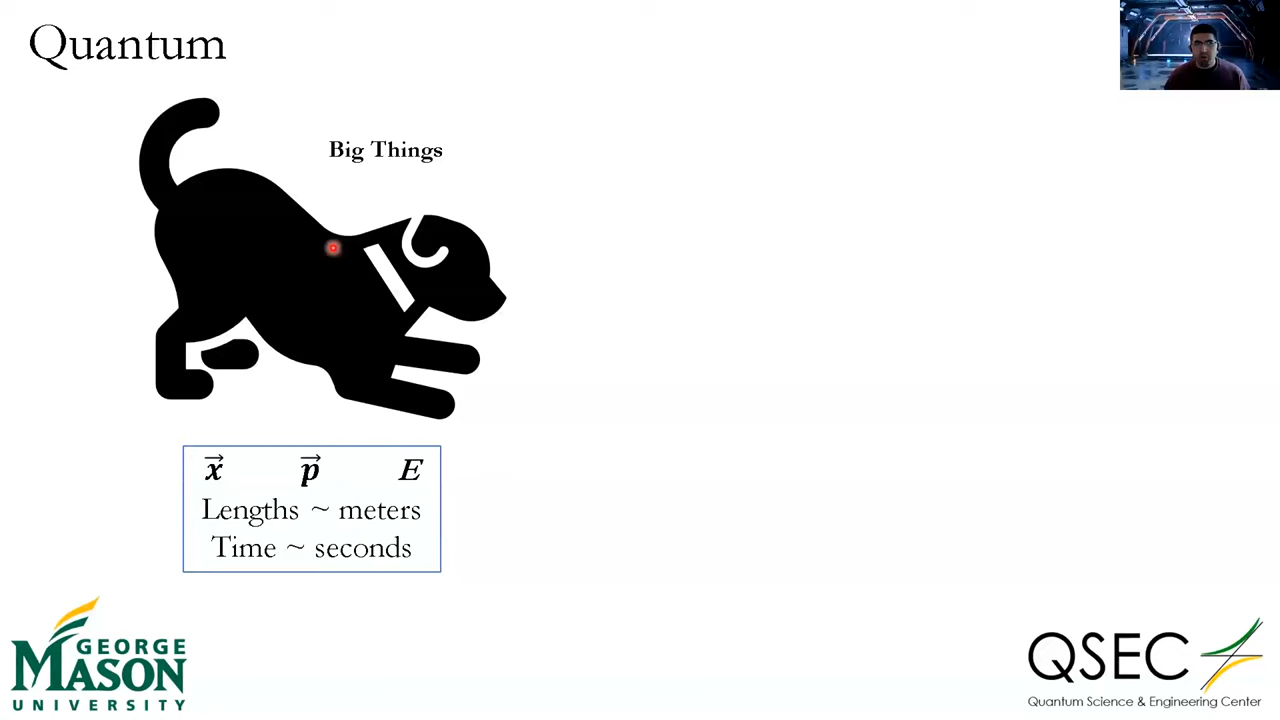 Quantum
Big Things
x⃗ p⃗ E
Lengths ~ meters
Time ~ seconds
GEORGE
MASON
UNIVERSITY
QSEC
Quantum Science & Engineering Center